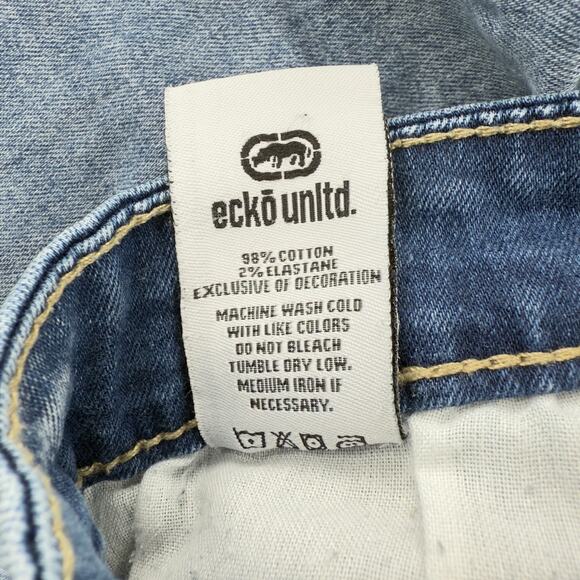 eckō unltd.
98% COTTON
2% ELASTANE
EXCLUSIVE OF DECORATION
MACHINE WASH COLD
WITH LIKE COLORS
DO NOT BLEACH
TUMBLE DRY LOW.
MEDIUM IRON IF
NECESSARY.